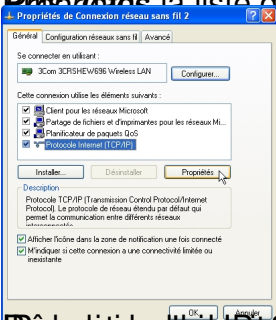 Propriétés de Connexion réseau sans fil 2
Général
Configuration réseaux sans fil
Avancé
Se connecter en utilisant :
3Com 3CRSHEW696 Wireless LAN
Configurer...
Cette connexion utilise les éléments suivants :
Client pour les réseaux Microsoft
Partage de fichiers et d'imprimantes pour les réseaux Mi...
Planificateur de paquets QoS
Protocole Internet (TCP/IP)
Installer...
Désinstaller
Propriétés
Description
Protocole TCP/IP (Transmission Control Protocol/Internet
Protocol). Le protocole de réseau étendu par défaut qui
permet la communication entre différents réseaux
interconnectés
Afficher l'icône dans la zone de notification une fois connecté
M'indiquer si cette connexion a une connectivité limitée ou
inexistante
OK
Annuler